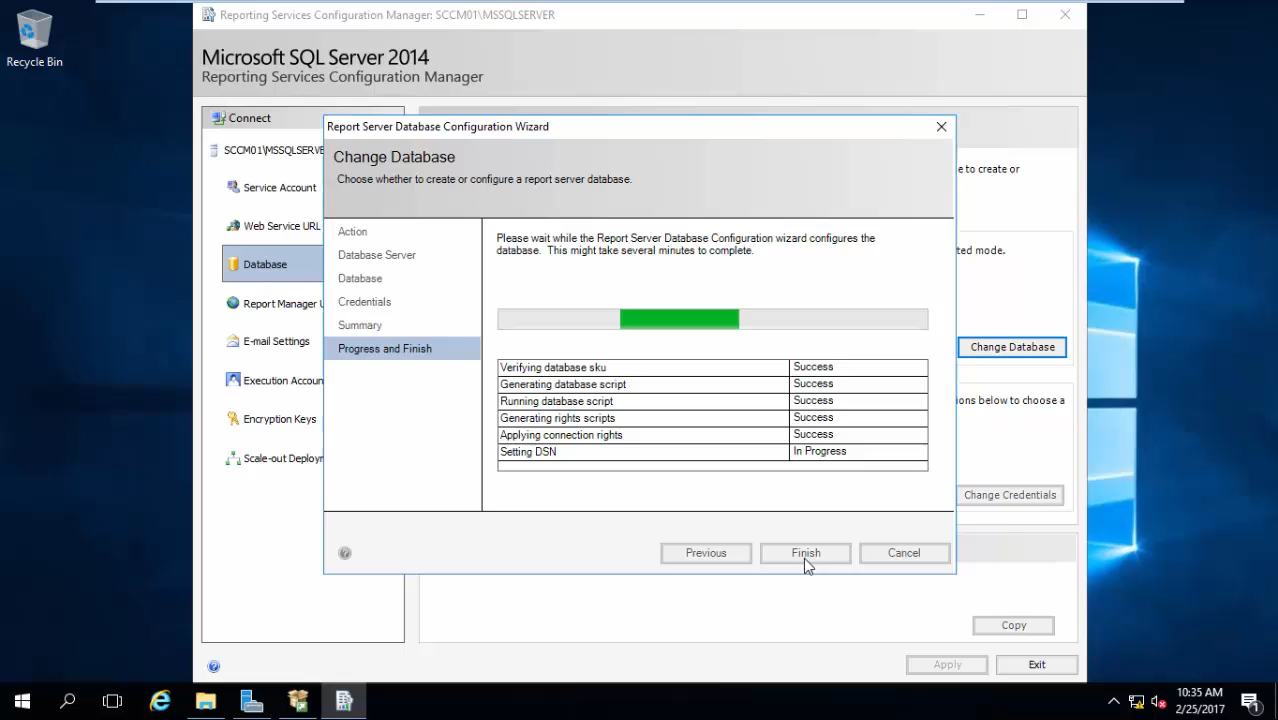 Recycle Bin
Reporting Services Configuration Manager: SCCM01\MSSQLSERVER
Microsoft SQL Server 2014
Reporting Services Configuration Manager
Connect
SCCM01\MSSQLSERVE
Service Account
Web Service URL
Database
Report Manager U
E-mail Settings
Execution Accoun
Encryption Keys
Scale-out Deploym
Report Server Database Configuration Wizard
Change Database
Choose whether to create or configure a report server database.
Action
Database Server
Database
Credentials
Summary
Progress and Finish
Please wait while the Report Server Database Configuration wizard configures the
database. This might take several minutes to complete.
Verifying database sku Success
Generating database script Success
Running database script Success
Generating rights scripts Success
Applying connection rights Success
Setting DSN In Progress
Previous Finish Cancel
e to create or
ted mode.
Change Database
ons below to choose a
Change Credentials
Copy
Apply Exit
10:35 AM
2/25/2017
1